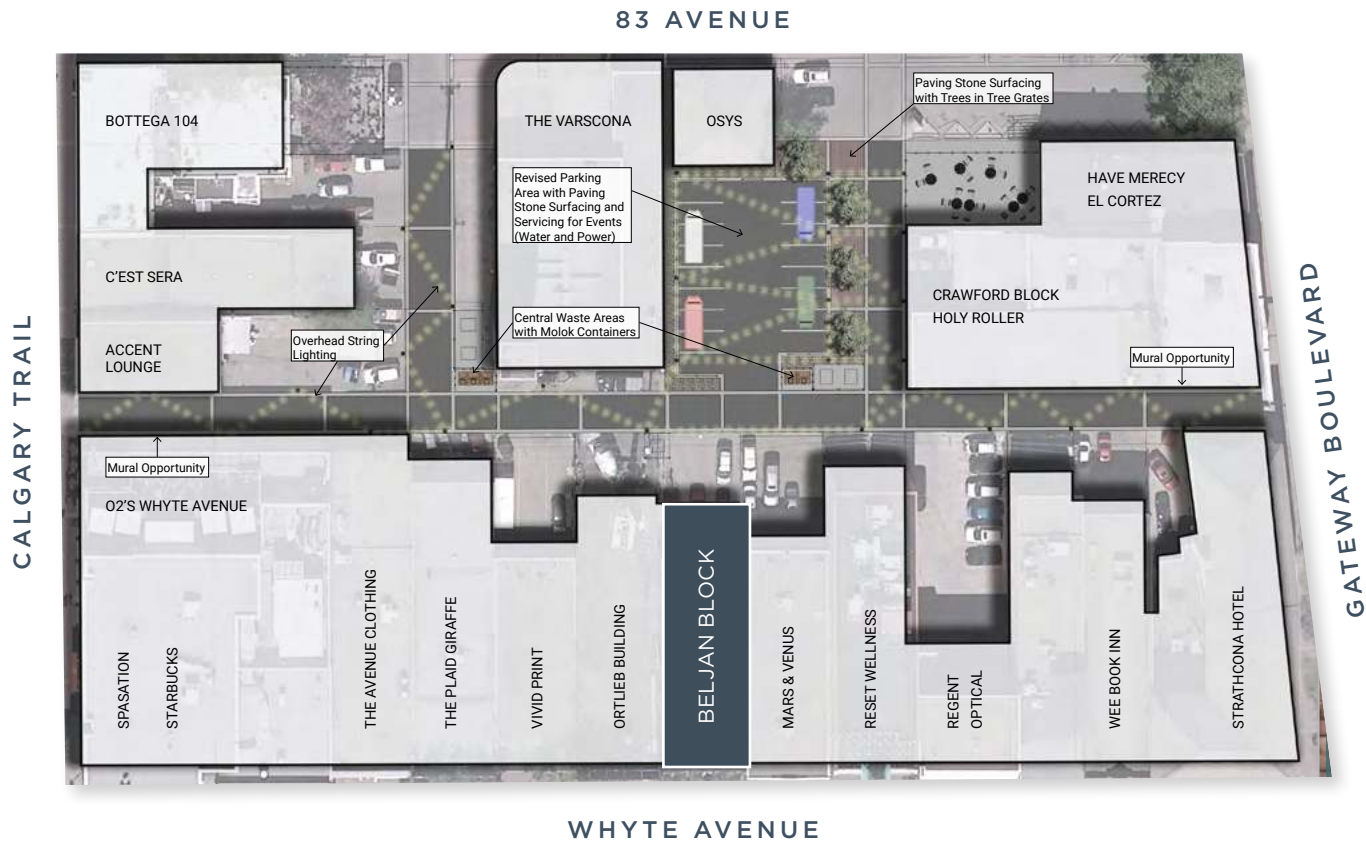 83 AVENUE
BOTTEGA 104
THE VARSCONA
OSYS
Paving Stone Surfacing
with Trees in Tree Grates
Revised Parking
Area with Paving
Stone Surfacing and
Servicing for Events
(Water and Power)
HAVE MERECY
EL CORTEZ
C'EST SERA
CRAWFORD BLOCK
HOLY ROLLER
Central Waste Areas
with Molok Containers
Overhead String
Lighting
ACCENT
LOUNGE
Mural Opportunity
CALGARY TRAIL
GATEWAY BOULEVARD
Mural Opportunity
O2'S WHYTE AVENUE
SPASATION
STARBUCKS
THE AVENUE CLOTHING
THE PLAID GIRAFFE
VIVID PRINT
ORTLIEB BUILDING
BELJAN BLOCK
MARS & VENUS
RESET WELLNESS
REGENT
OPTICAL
WEE BOOK INN
STRATHCONA HOTEL
WHYTE AVENUE